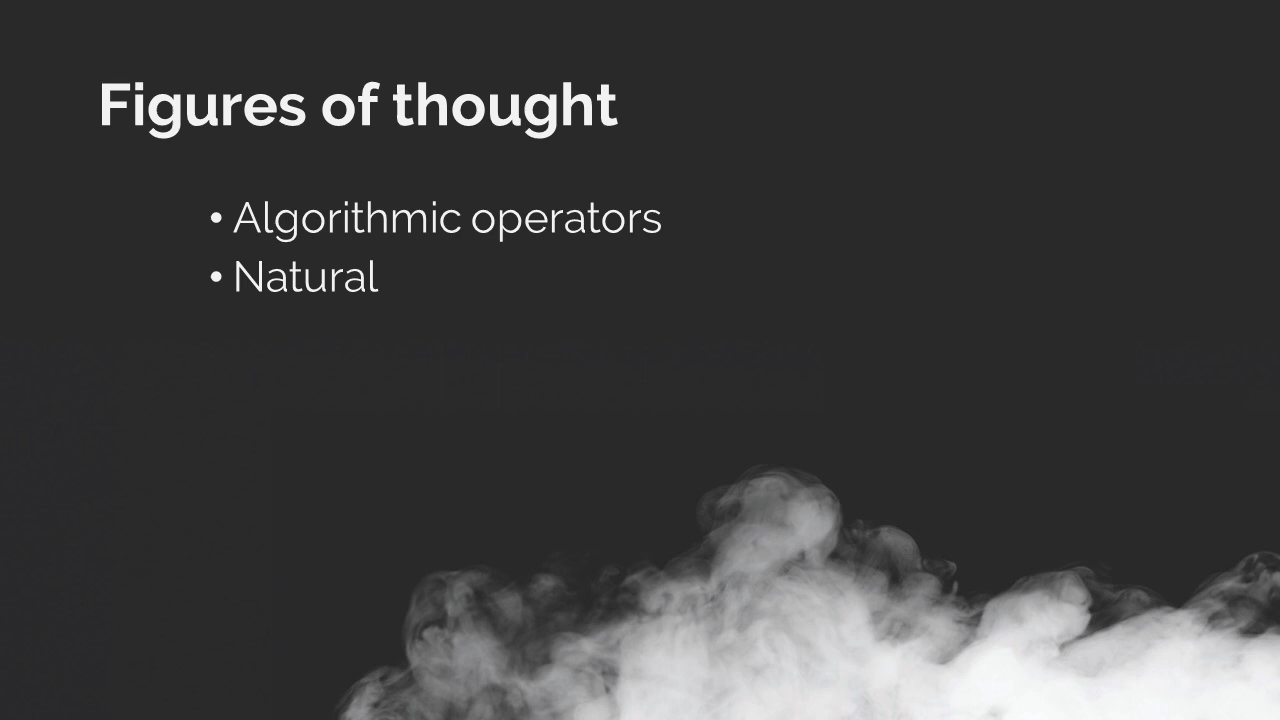 Figures of thought
• Algorithmic operators
• Natural